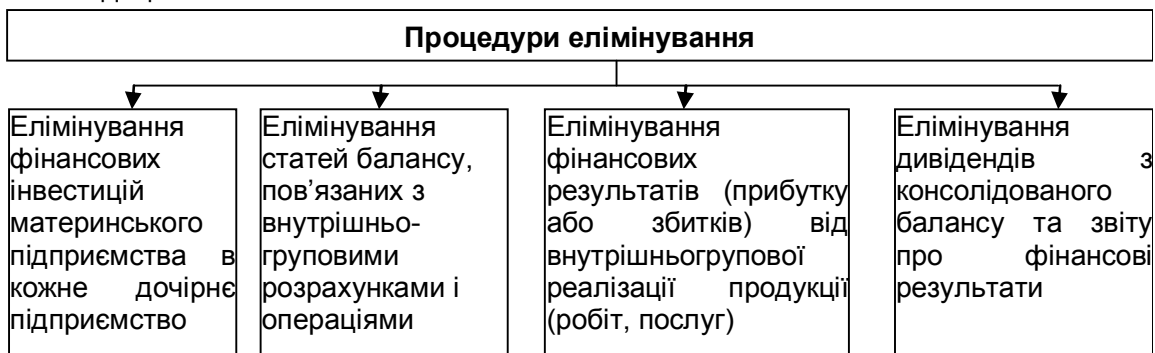 Процедури елімінування
Елімінування
фінансових
інвестицій
материнського
підприємства в
кожне дочірнє
підприємство
Елімінування
статей балансу,
пов’язаних з
внутрішньо-
груповими
розрахунками і
операціями
Елімінування
фінансових
результатів (прибутку
або збитків) від
внутрішньогрупової
реалізації продукції
(робіт, послуг)
Елімінування
дивідендів з
консолідованого
балансу та звіту
про фінансові
результати